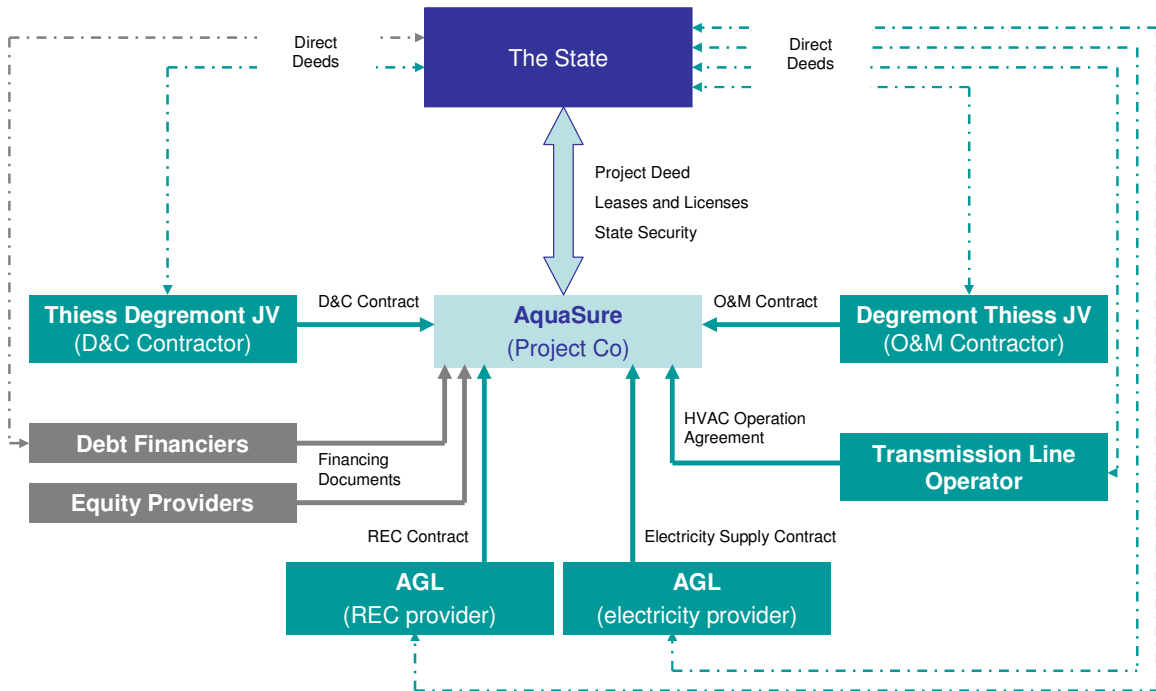 Direct
Deeds
The State
Direct
Deeds
Project Deed
Leases and Licenses
State Security
Thiess Degremont JV
(D&C Contractor)
D&C Contract
AquaSure
(Project Co)
O&M Contract
Degremont Thiess JV
(O&M Contractor)
Debt Financiers
Financing
Documents
Equity Providers
HVAC Operation
Agreement
Transmission Line
Operator
REC Contract
Electricity Supply Contract
AGL
(REC provider)
AGL
(electricity provider)